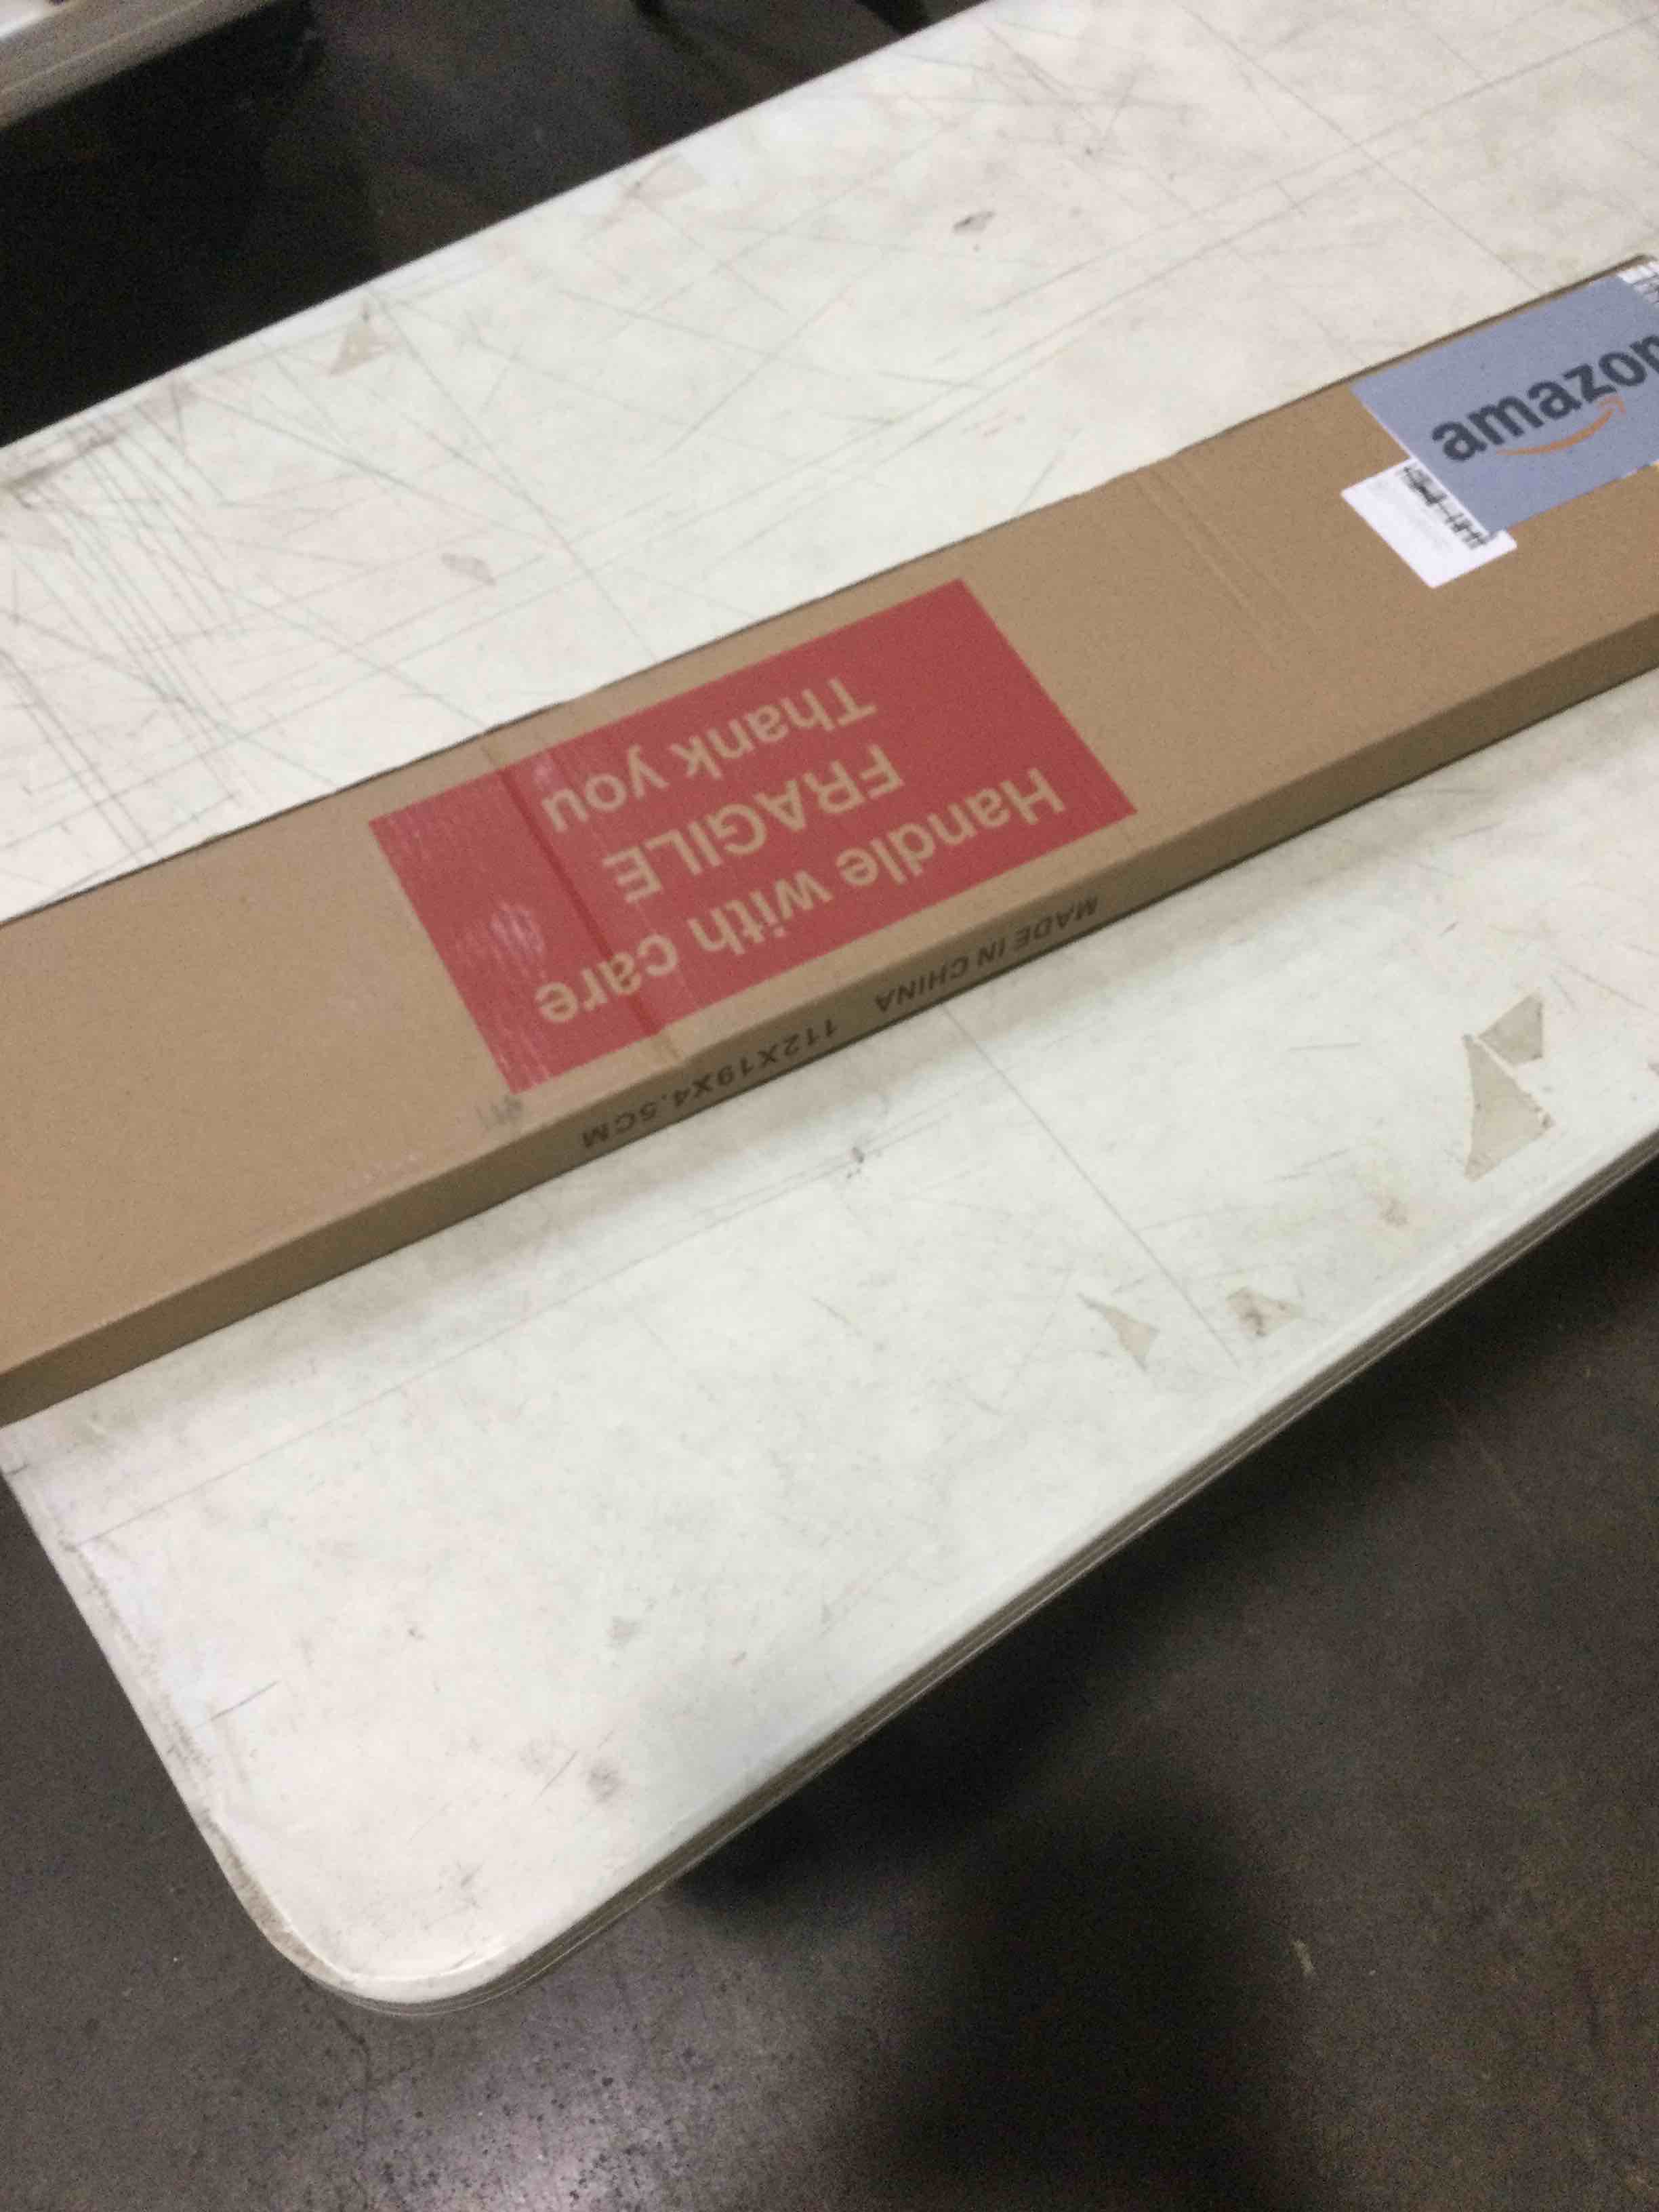 amazon
Handle with care
FRAGILE
Thank you
MADE IN CHINA 112X19X4.5CM